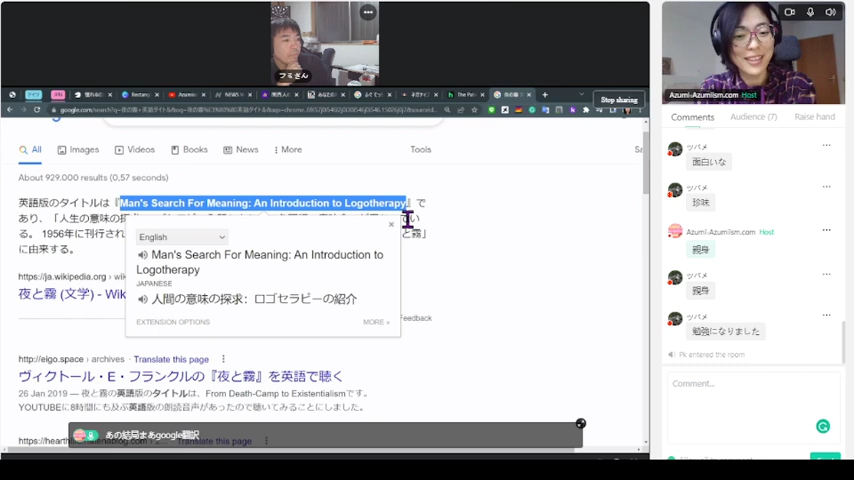 フミぎん
Azumi-Azumiism.com Host
Stop sharing
Comments
Audience (7)
Raise hand
All
Images
Videos
Books
News
More
Tools
About 929.000 results (0,57 seconds)
英語版のタイトルは『Man's Search For Meaning: An Introduction to Logotherapy』で
あり、「人生の意味の探
る。 1956年に刊行され
に由来する。
English
Man's Search For Meaning: An Introduction to
Logotherapy
JAPANESE
人間の意味の探求：ロゴセラピーの紹介
EXTENSION OPTIONS
MORE »
https://ja.wikipedia.org › wik
夜と霧 (文学) - Wik
Feedback
http://eigo.space › archives · Translate this page
ヴィクトール・E・フランクルの『夜と霧』を英語で聴く
26 Jan 2019 — 夜と霧の英語版のタイトルは、From Death-Camp to Existentialismです。
YOUTUBEに8時間にも及ぶ英語版の朗読音声があったので聴いてみることにしました。
あの結局まあgoogle翻訳
ツバメ
面白いな
ツバメ
珍味
Azumi-Azumiism.com Host
親身
ツバメ
親身
ツバメ
勉強になりました
Pk entered the room
Comment...